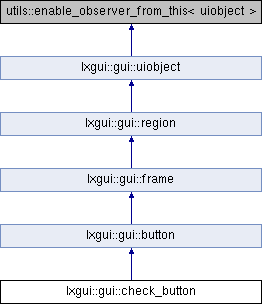 utils::enable_observer_from_this< uiobject >
lxgui::gui::uiobject
lxgui::gui::region
lxgui::gui::frame
lxgui::gui::button
lxgui::gui::check_button